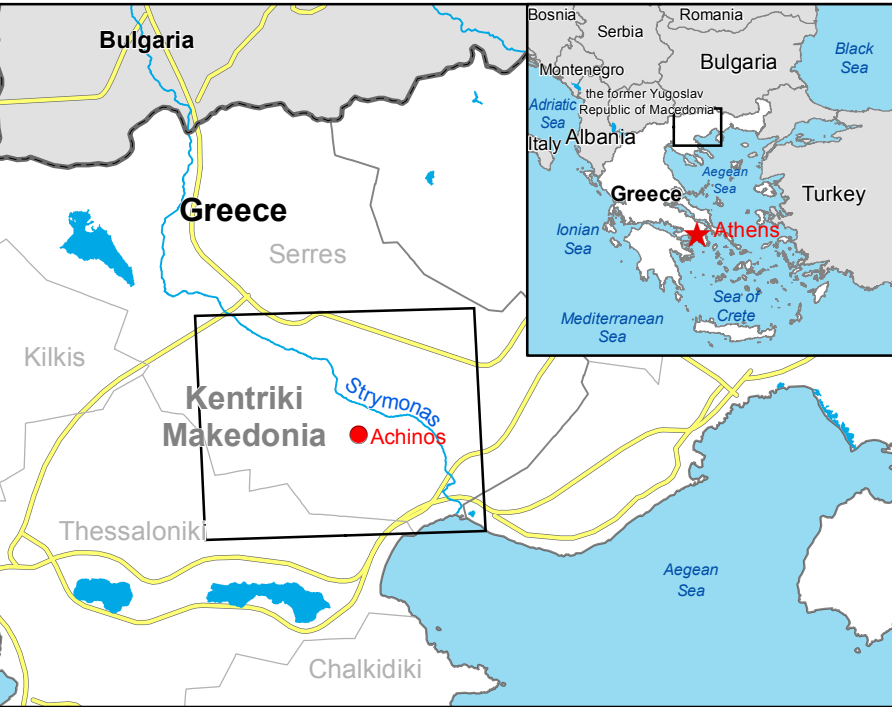 Bulgaria
Greece
Serres
Kilkis
Kentriki
Makedonia
Strymonas
Achinos
Thessaloniki
Chalkidiki
Aegean
Sea
Bosnia
Romania
Serbia
Black
Sea
Bulgaria
Montenegro
the former Yugoslav
Republic of Macedonia
Adriatic
Sea
Italy
Albania
Aegean
Sea
Turkey
Greece
Athens
Ionian
Sea
Sea of
Crete
Mediterranean
Sea